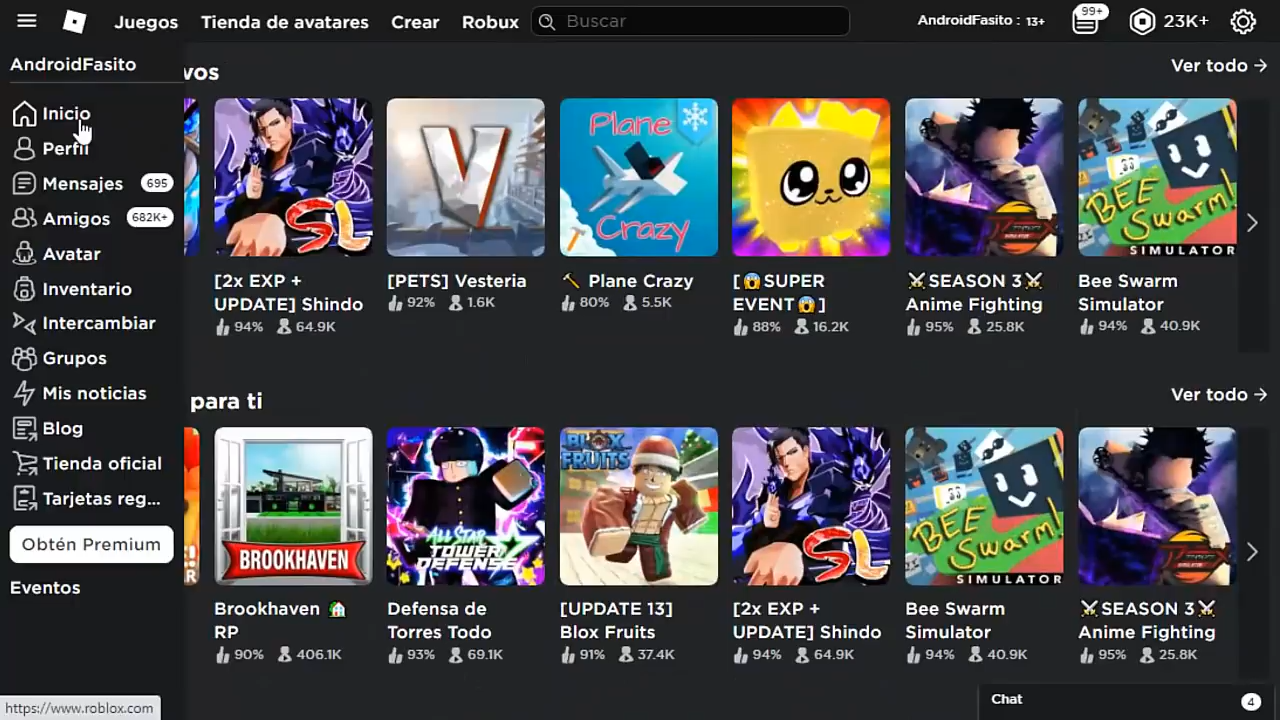 Juegos
Tienda de avatares
Crear
Robux
Buscar
AndroidFasito : 13+
99+
23K+
AndroidFasito
Inicio
Perfil
Mensajes 695
Amigos 682K+
Avatar
Inventario
Intercambiar
Grupos
Mis noticias
Blog
Tienda oficial
Tarjetas reg...
Obtén Premium
Eventos
https://www.roblox.com
vos
Ver todo →
SL
V
Plane
Crazy
BEE
Swarm!
SIMULATOR
[2x EXP +
UPDATE] Shindo
94% 64.9K
[PETS] Vesteria
92% 1.6K
🔨 Plane Crazy
80% 5.5K
[😱SUPER
EVENT😱]
88% 16.2K
⚔️SEASON 3⚔️
Anime Fighting
95% 25.8K
Bee Swarm
Simulator
94% 40.9K
para ti
Ver todo →
R
BROOKHAVEN
ALL STAR
TOWER
DEFENSE
BLOX
FRUITS
SL
BEE
Swarm!
SIMULATOR
Brookhaven 🏡
RP
90% 406.1K
Defensa de
Torres Todo
93% 69.1K
[UPDATE 13]
Blox Fruits
91% 37.4K
[2x EXP +
UPDATE] Shindo
94% 64.9K
Bee Swarm
Simulator
94% 40.9K
⚔️SEASON 3⚔️
Anime Fighting
95% 25.8K
Chat 4